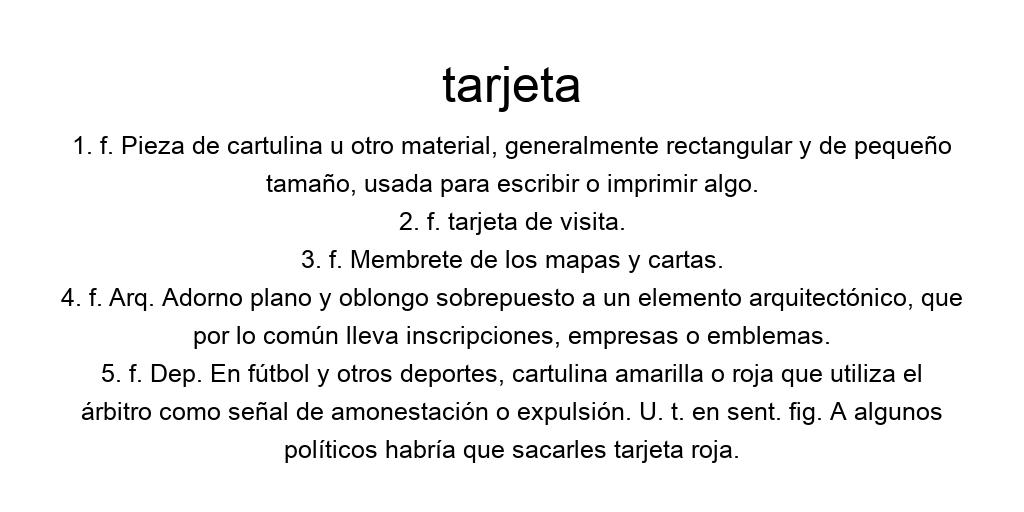 tarjeta
1. f. Pieza de cartulina u otro material, generalmente rectangular y de pequeño
tamaño, usada para escribir o imprimir algo.
2. f. tarjeta de visita.
3. f. Membrete de los mapas y cartas.
4. f. Arq. Adorno plano y oblongo sobrepuesto a un elemento arquitectónico, que
por lo común lleva inscripciones, empresas o emblemas.
5. f. Dep. En fútbol y otros deportes, cartulina amarilla o roja que utiliza el
árbitro como señal de amonestación o expulsión. U. t. en sent. fig. A algunos
políticos habría que sacarles tarjeta roja.